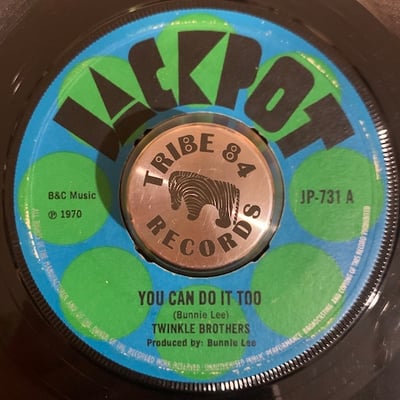 JACKPOT
TRIBE 84
RECORDS
B&C Music
℗ 1970
JP-731 A
YOU CAN DO IT TOO
(Bunnie Lee)
TWINKLE BROTHERS
Produced by: Bunnie Lee